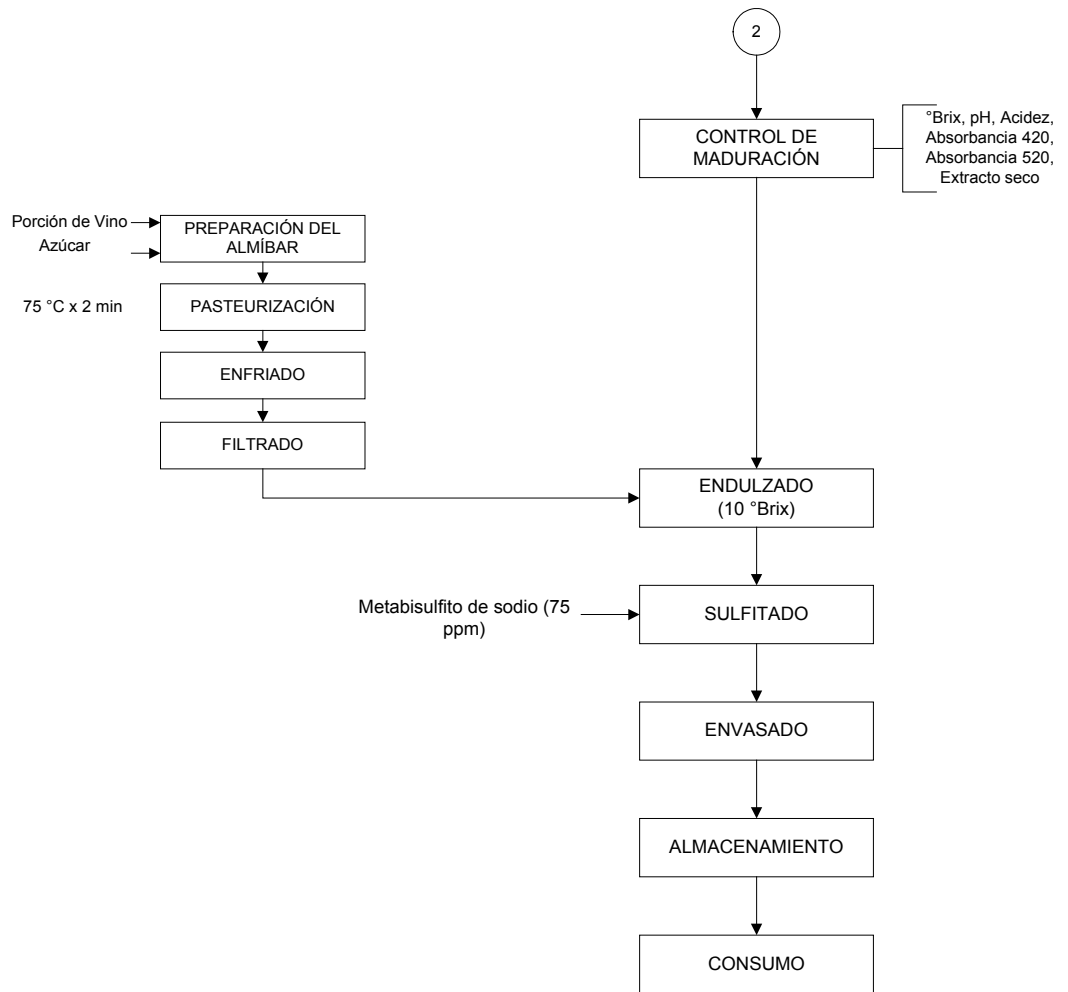 2
CONTROL DE
MADURACIÓN
°Brix, pH, Acidez,
Absorbancia 420,
Absorbancia 520,
Extracto seco
Porción de Vino
Azúcar
PREPARACIÓN DEL
ALMÍBAR
75 °C x 2 min
PASTEURIZACIÓN
ENFRIADO
FILTRADO
ENDULZADO
(10 °Brix)
Metabisulfito de sodio (75
ppm)
SULFITADO
ENVASADO
ALMACENAMIENTO
CONSUMO